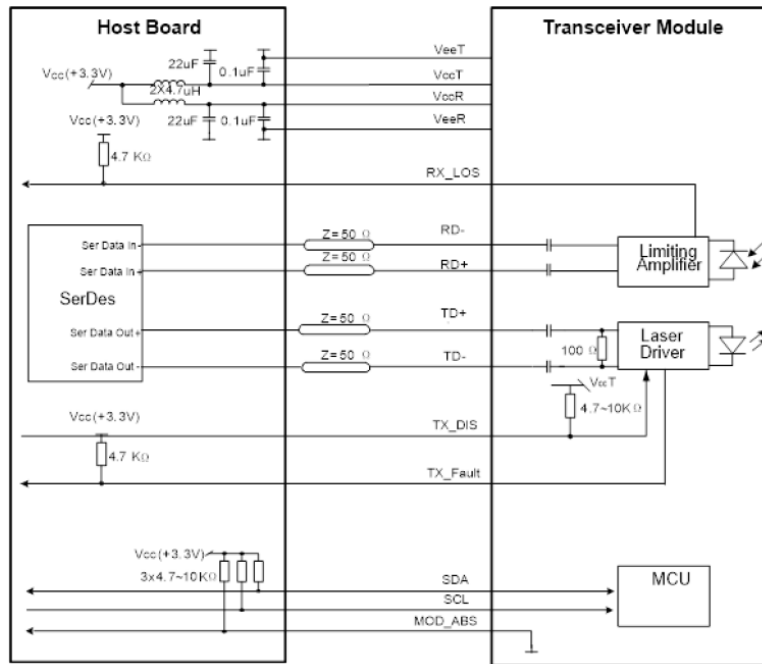 Host Board
Transceiver Module
VeeT
22uF
0.1uF
Vcc(+3.3V)
VccT
2X4.7uH
VccR
Vcc(+3.3V)
22uF
0.1uF
VeeR
4.7 KΩ
RX_LOS
Z=50 Ω
RD-
Ser Data In-
Z=50 Ω
Limiting
Amplifier
Ser Data In+
RD+
SerDes
TD+
Z=50 Ω
Ser Data Out+
Laser
Driver
100 Ω
Z=50 Ω
TD-
Ser Data Out-
VccT
4.7~10KΩ
Vcc(+3.3V)
TX_DIS
4.7 KΩ
TX_Fault
Vcc(+3.3V)
3x4.7~10KΩ
SDA
MCU
SCL
MOD_ABS